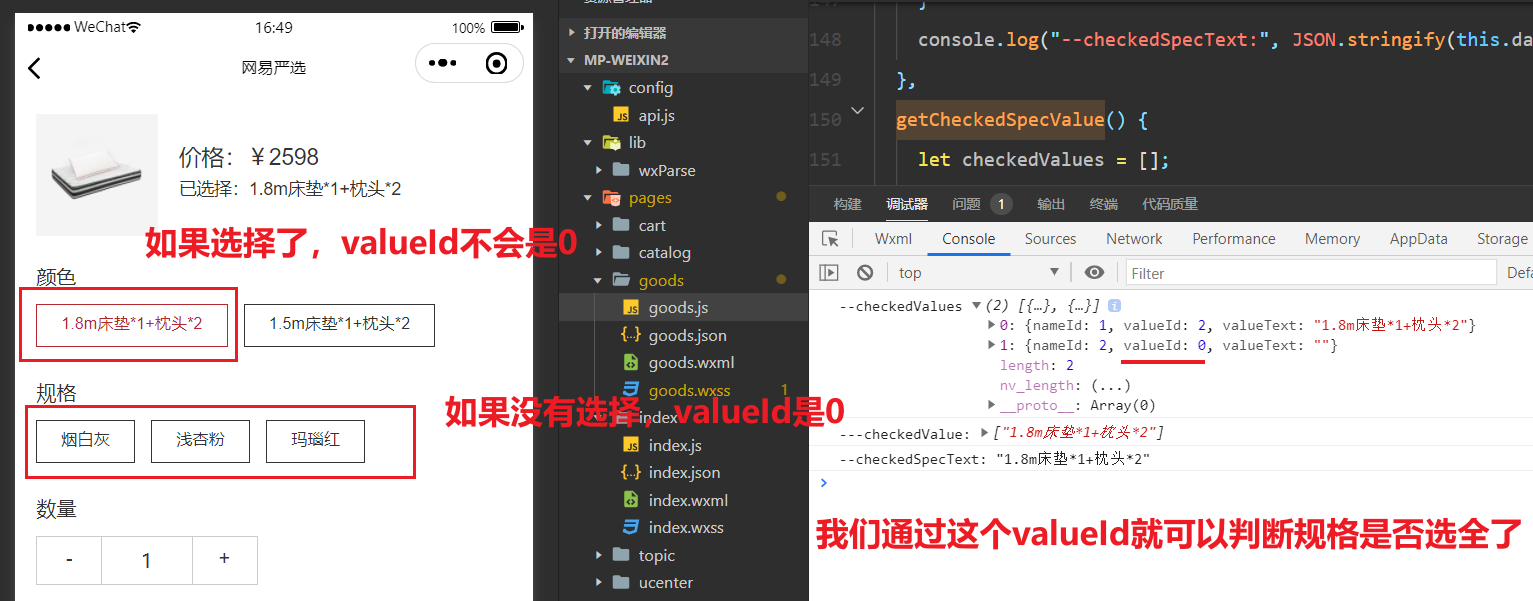 ●●●●● WeChat
16:49
100%
网易严选
价格：￥2598
已选择：1.8m床垫*1+枕头*2
如果选择了，valueId不会是0
颜色
1.8m床垫*1+枕头*2
1.5m床垫*1+枕头*2
规格
如果没有选择，valueId是0
烟白灰
浅杏粉
玛瑙红
数量
-
1
+
打开的编辑器
MP-WEIXIN2
config
api.js
lib
wxParse
pages
cart
catalog
goods
goods.js
goods.json
goods.wxml
goods.wxss 1
index
index.js
index.json
index.wxml
index.wxss
topic
ucenter
148 console.log("--checkedSpecText:", JSON.stringify(this.da
149 },
150 getCheckedSpecValue() {
151 let checkedValues = [];
构建 调试器 问题 1 输出 终端 代码质量
Wxml Console Sources Network Performance Memory AppData Storage
top Filter Defa
--checkedValues ▼(2) [{…}, {…}] i
▶0: {nameId: 1, valueId: 2, valueText: "1.8m床垫*1+枕头*2"}
▶1: {nameId: 2, valueId: 0, valueText: ""}
length: 2
nv_length: (...)
▶__proto__: Array(0)
---checkedValue: ▶["1.8m床垫*1+枕头*2"]
--checkedSpecText: "1.8m床垫*1+枕头*2"
我们通过这个valueId就可以判断规格是否选全了